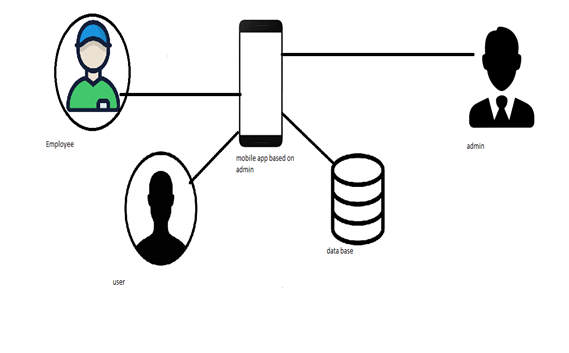 Employee
mobile app based on
admin
admin
data base
user